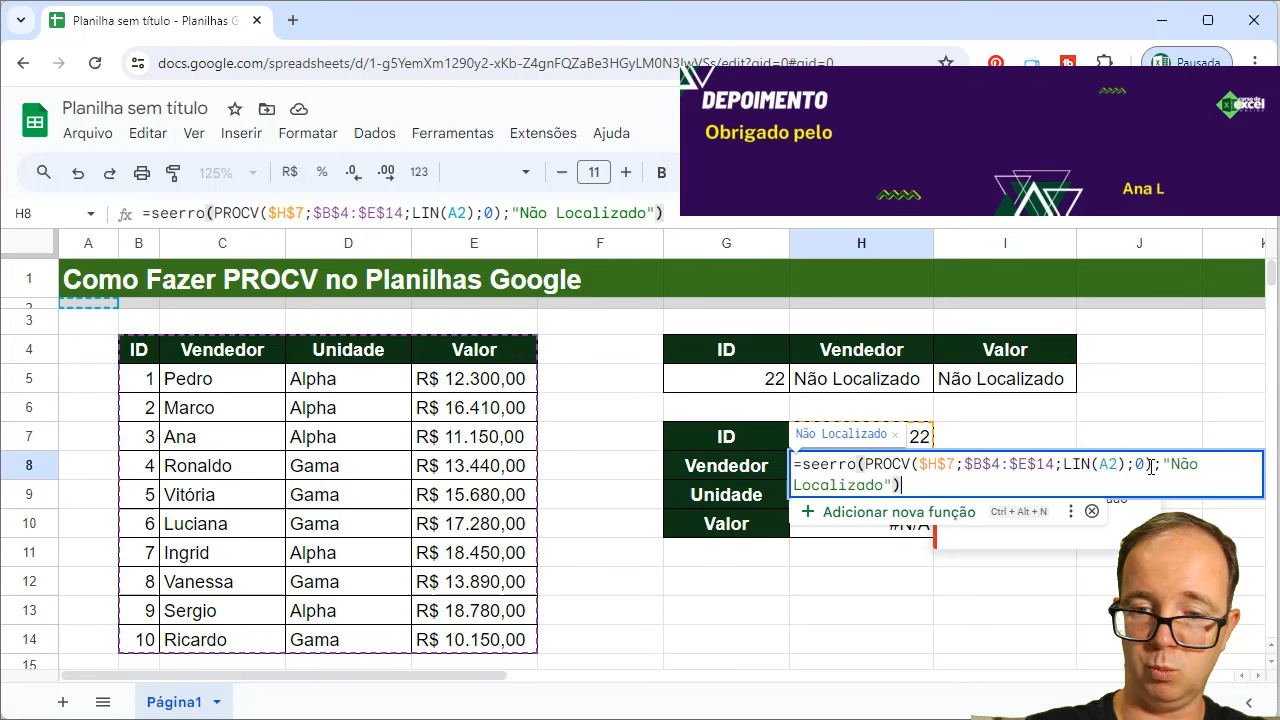 Planilha sem título - Planilhas G
docs.google.com/spreadsheets/d/1-g5YemXm1290y2-xKb-Z4gnFQZaBe3HGyLM0N3IwVSs/edit?gid=0#gid=0
Pausada
Planilha sem título
Arquivo Editar Ver Inserir Formatar Dados Ferramentas Extensões Ajuda
DEPOIMENTO
Obrigado pelo
Ana L
curso de
excel
125% R$ % .0 .00 123 11 B
H8
=seerro(PROCV($H$7;$B$4:$E$14;LIN(A2);0);"Não Localizado")
A B C D E F G H I J
1 Como Fazer PROCV no Planilhas Google
2
3
4 ID Vendedor Unidade Valor ID Vendedor Valor
5 1 Pedro Alpha R$ 12.300,00 22 Não Localizado Não Localizado
6 2 Marco Alpha R$ 16.410,00
7 3 Ana Alpha R$ 11.150,00 ID Não Localizado × 22
8 4 Ronaldo Gama R$ 13.440,00 Vendedor =seerro(PROCV($H$7;$B$4:$E$14;LIN(A2);0);"Não
9 5 Vitória Gama R$ 15.680,00 Unidade Localizado")
10 6 Luciana Gama R$ 17.280,00 Valor #N/A
+ Adicionar nova função Ctrl + Alt + N
11 7 Ingrid Alpha R$ 18.450,00
12 8 Vanessa Gama R$ 13.890,00
13 9 Sergio Alpha R$ 18.780,00
14 10 Ricardo Gama R$ 10.150,00
15
Página1